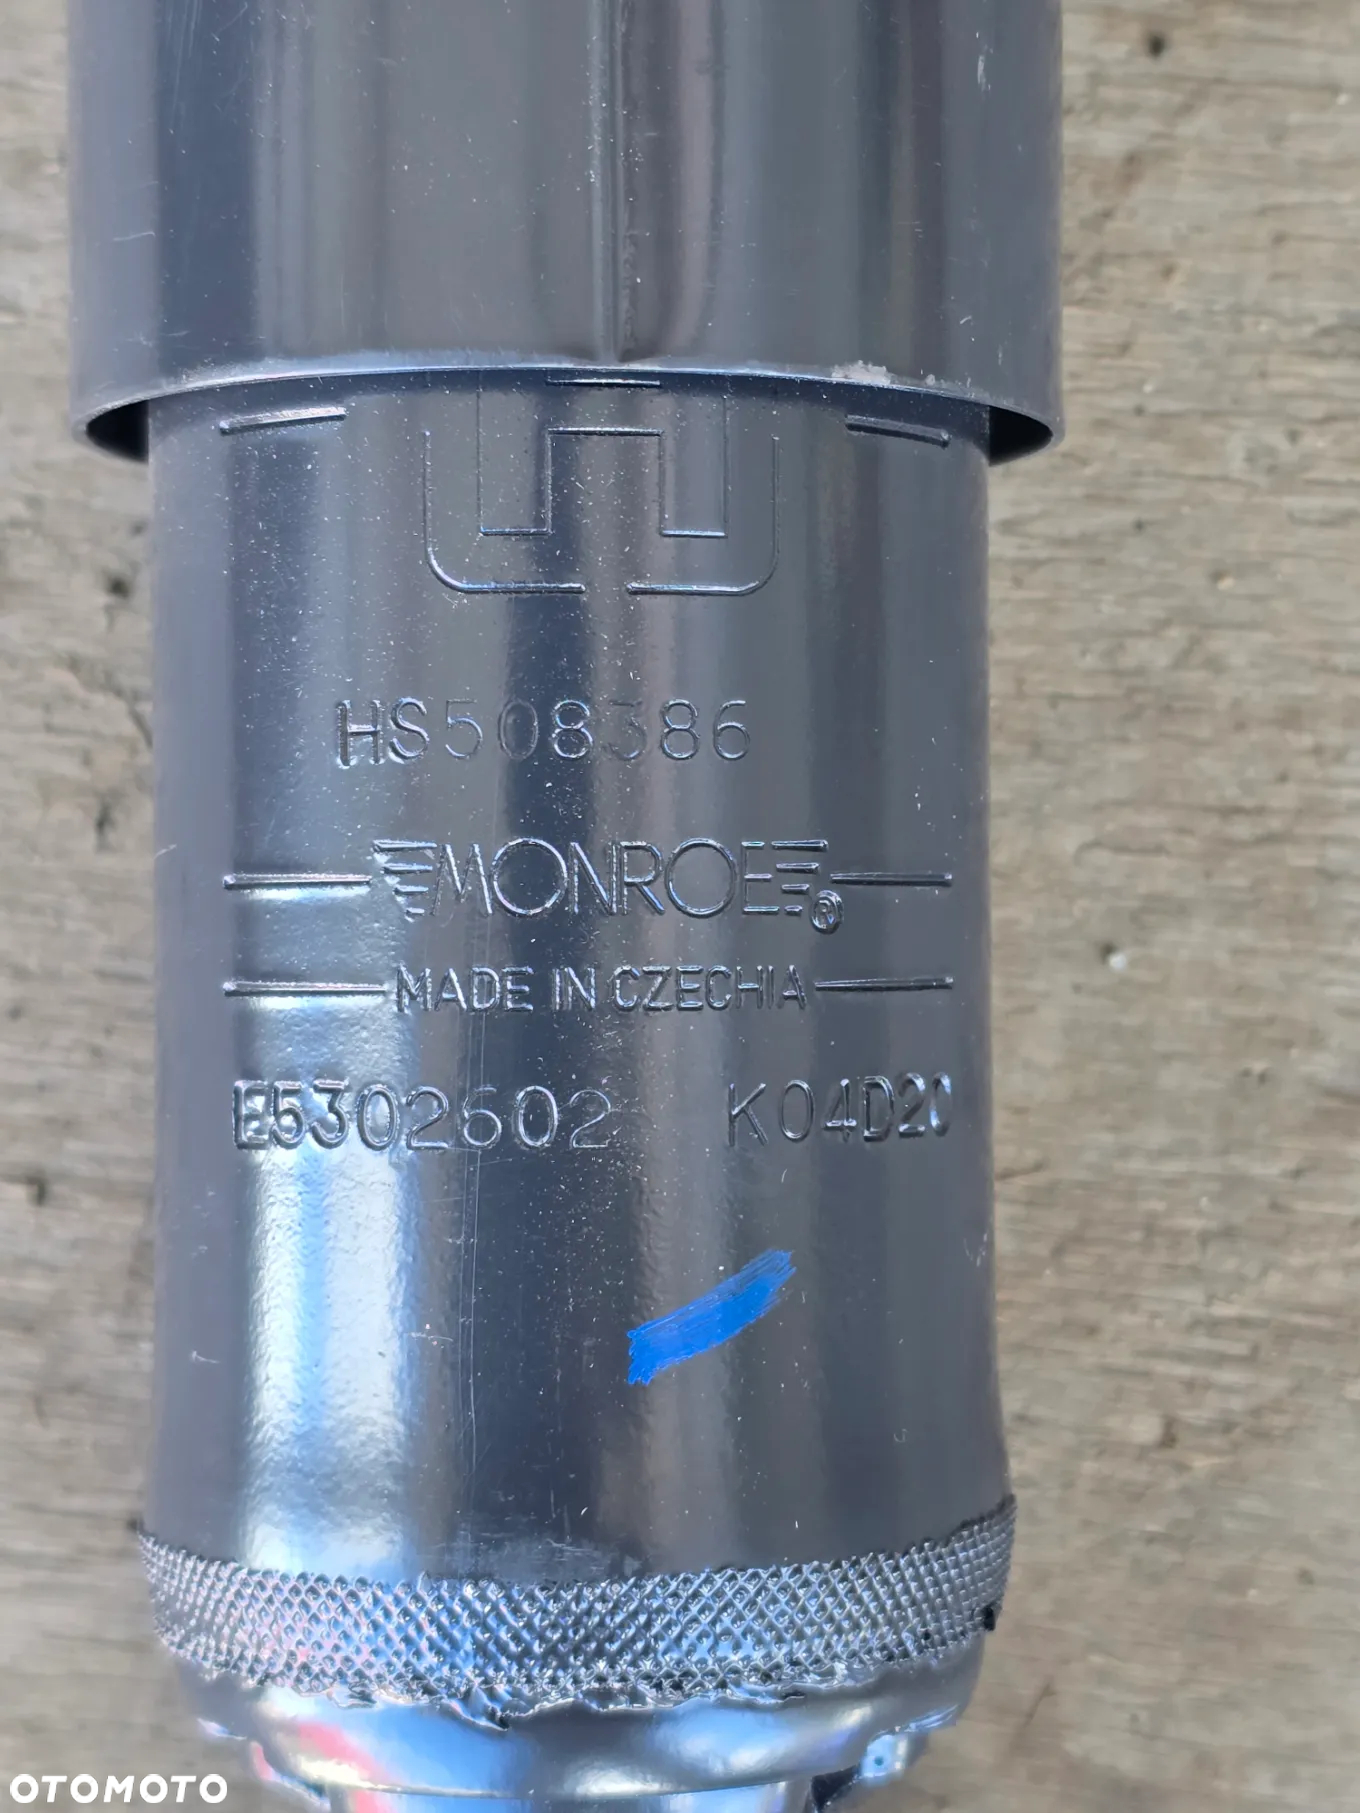 HS508386
MONROE®
MADE IN CZECHIA
E5302602 K04D20
OTOMOTO